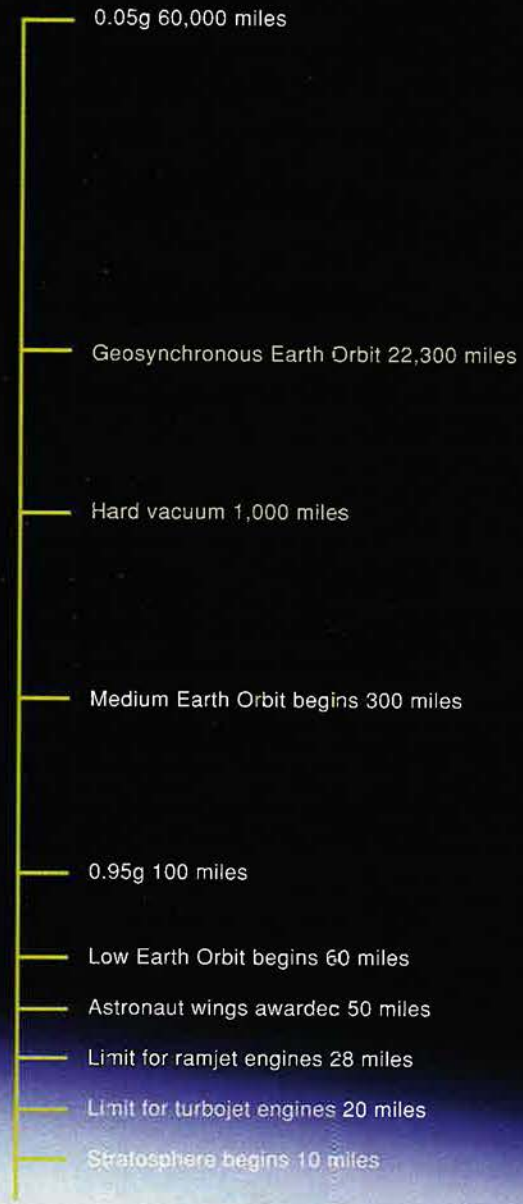 0.05g 60,000 miles
Geosynchronous Earth Orbit 22,300 miles
Hard vacuum 1,000 miles
Medium Earth Orbit begins 300 miles
0.95g 100 miles
Low Earth Orbit begins 60 miles
Astronaut wings awardec 50 miles
Limit for ramjet engines 28 miles
Limit for turbojet engines 20 miles
Stratosphere begins 10 miles